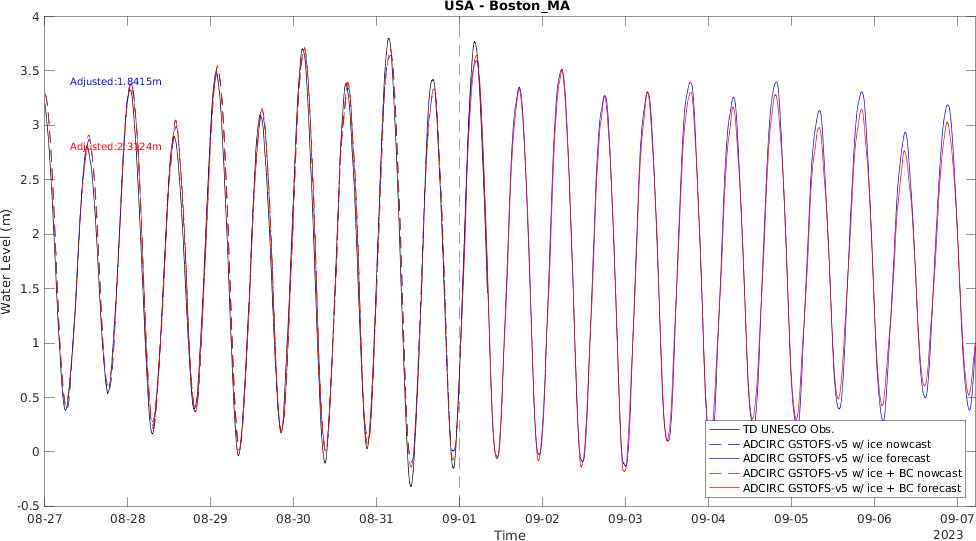 USA - Boston_MA
4
3.5
3
2.5
2
1.5
1
0.5
0
-0.5
Water Level (m)
Adjusted:1.8415m
Adjusted:2.3124m
TD UNESCO Obs.
ADCIRC GSTOFS-v5 w/ ice nowcast
ADCIRC GSTOFS-v5 w/ ice forecast
ADCIRC GSTOFS-v5 w/ ice + BC nowcast
ADCIRC GSTOFS-v5 w/ ice + BC forecast
08-27 08-28 08-29 08-30 08-31 09-01 09-02 09-03 09-04 09-05 09-06 09-07
Time
2023